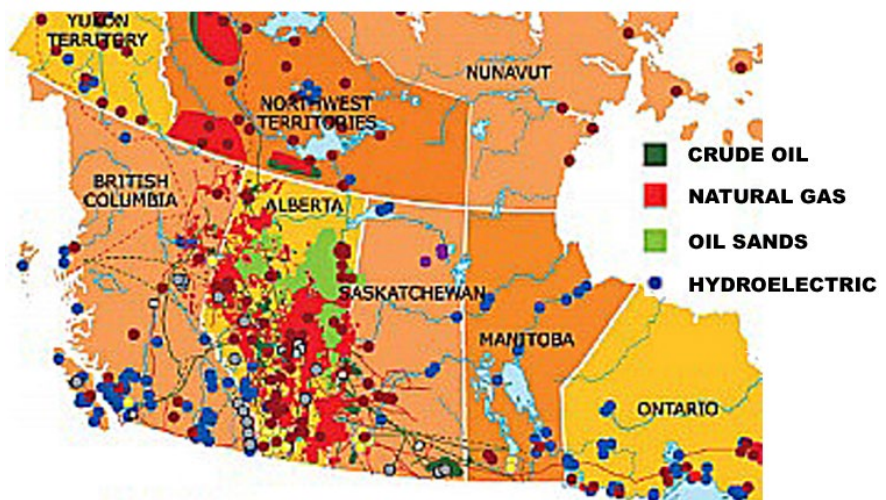 YUKON
TERRITORY
NUNAVUT
NORTHWEST
TERRITORIES
CRUDE OIL
BRITISH
COLUMBIA
ALBERTA
NATURAL GAS
OIL SANDS
SASKATCHEWAN
HYDROELECTRIC
MANITOBA
ONTARIO